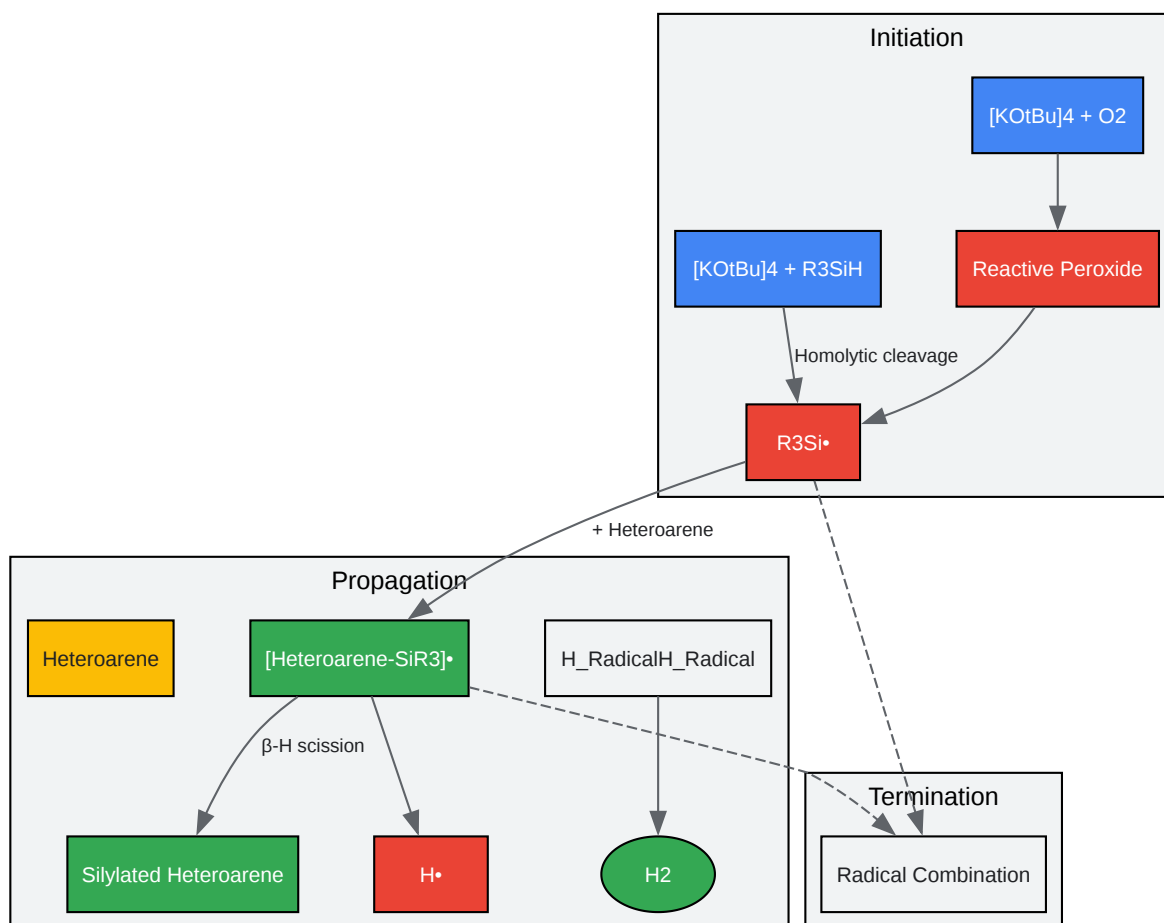 Initiation
[KOtBu]4 + O2
[KOtBu]4 + R3SiH
Reactive Peroxide
Homolytic cleavage
R3Si•
+ Heteroarene
Propagation
Heteroarene
[Heteroarene-SiR3]•
H_RadicalH_Radical
β-H scission
Termination
Silylated Heteroarene
H•
H2
Radical Combination